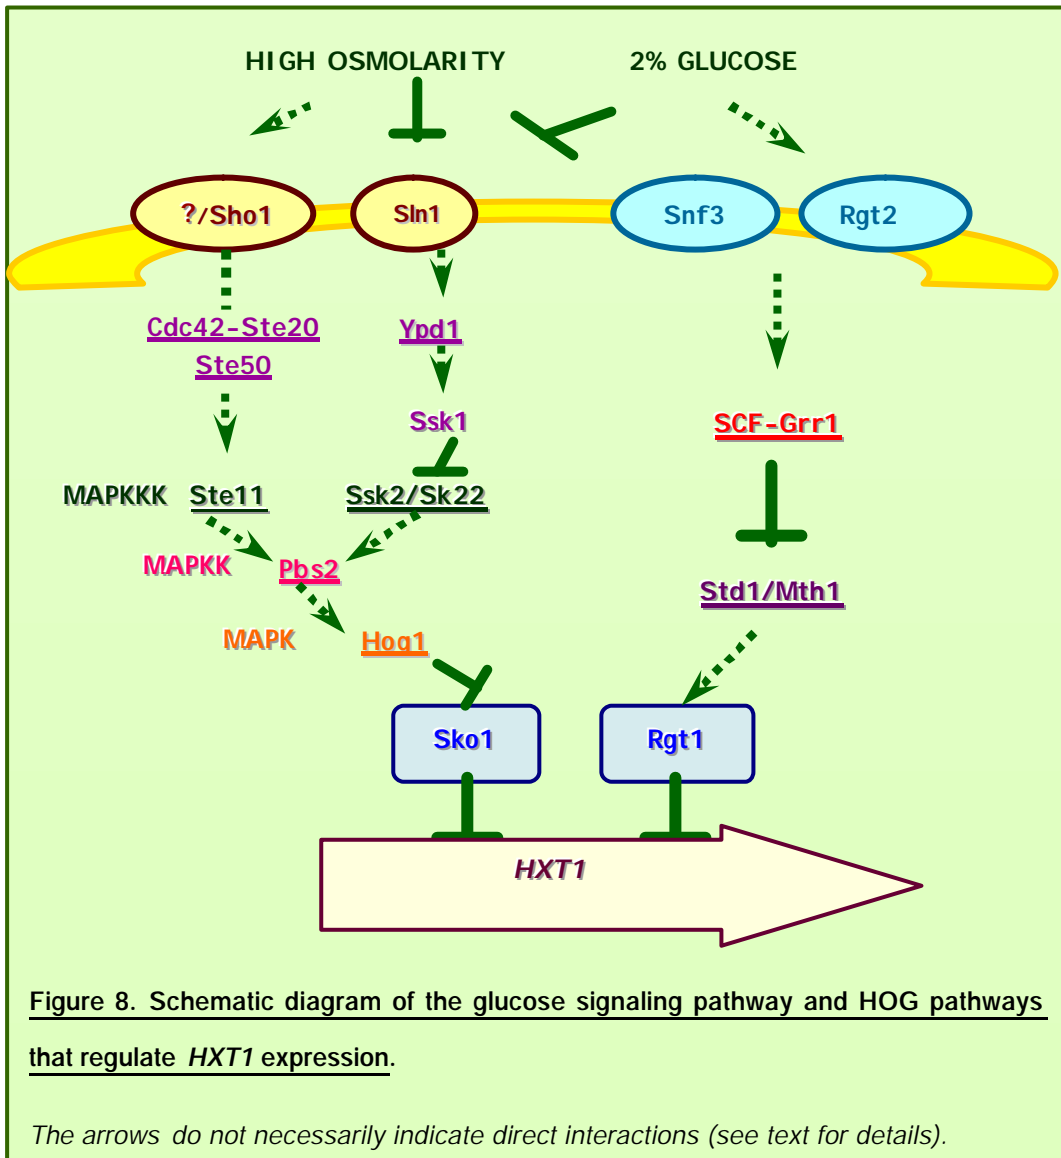 HIGH OSMOLARITY 2% GLUCOSE
?/Sho1 Sln1 Snf3 Rgt2
Cdc42-Ste20 Ypd1
Ste50
Ssk1 SCF-Grr1
MAPKKK Ste11 Ssk2/Sk22
MAPKK Pbs2
Std1/Mth1
MAPK Hog1
Sko1 Rgt1
HXT1
Figure 8. Schematic diagram of the glucose signaling pathway and HOG pathways
that regulate HXT1 expression.
The arrows do not necessarily indicate direct interactions (see text for details).